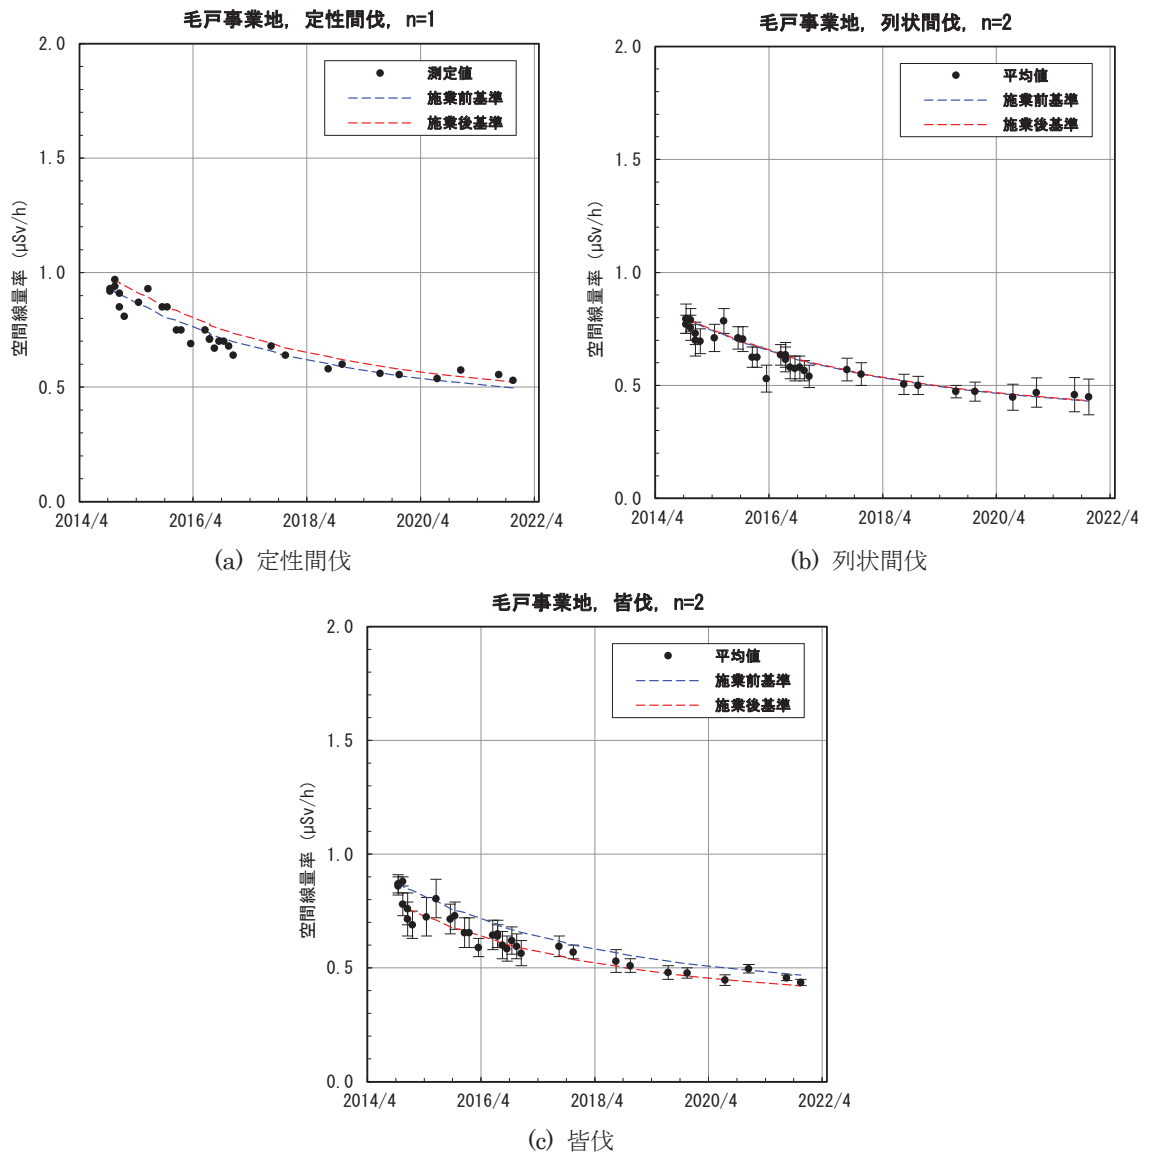 毛戸事業地, 定性間伐, n=1
空間線量率 (μSv/h)
2.0
1.5
1.0
0.5
0.0
測定値
施業前基準
施業後基準
2014/4 2016/4 2018/4 2020/4 2022/4
(a) 定性間伐
毛戸事業地, 列状間伐, n=2
空間線量率 (μSv/h)
2.0
1.5
1.0
0.5
0.0
平均値
施業前基準
施業後基準
2014/4 2016/4 2018/4 2020/4 2022/4
(b) 列状間伐
毛戸事業地, 皆伐, n=2
空間線量率 (μSv/h)
2.0
1.5
1.0
0.5
0.0
平均値
施業前基準
施業後基準
2014/4 2016/4 2018/4 2020/4 2022/4
(c) 皆伐